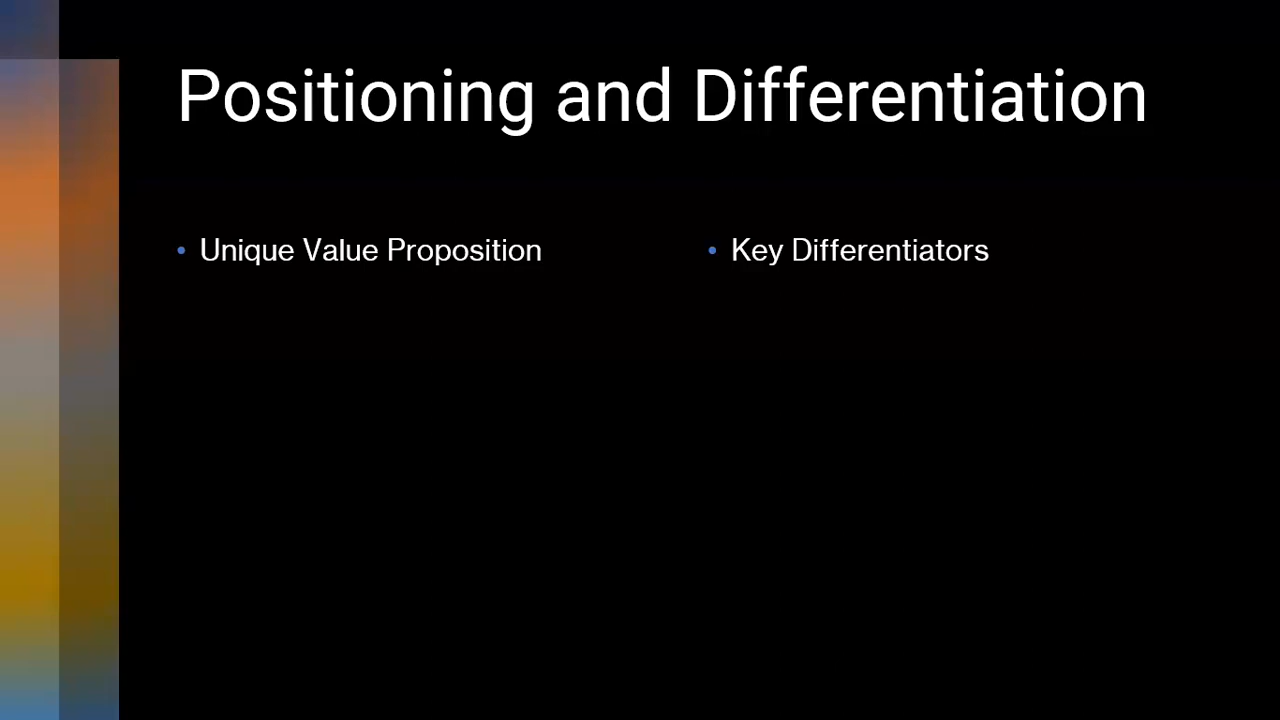 Positioning and Differentiation
• Unique Value Proposition
• Key Differentiators